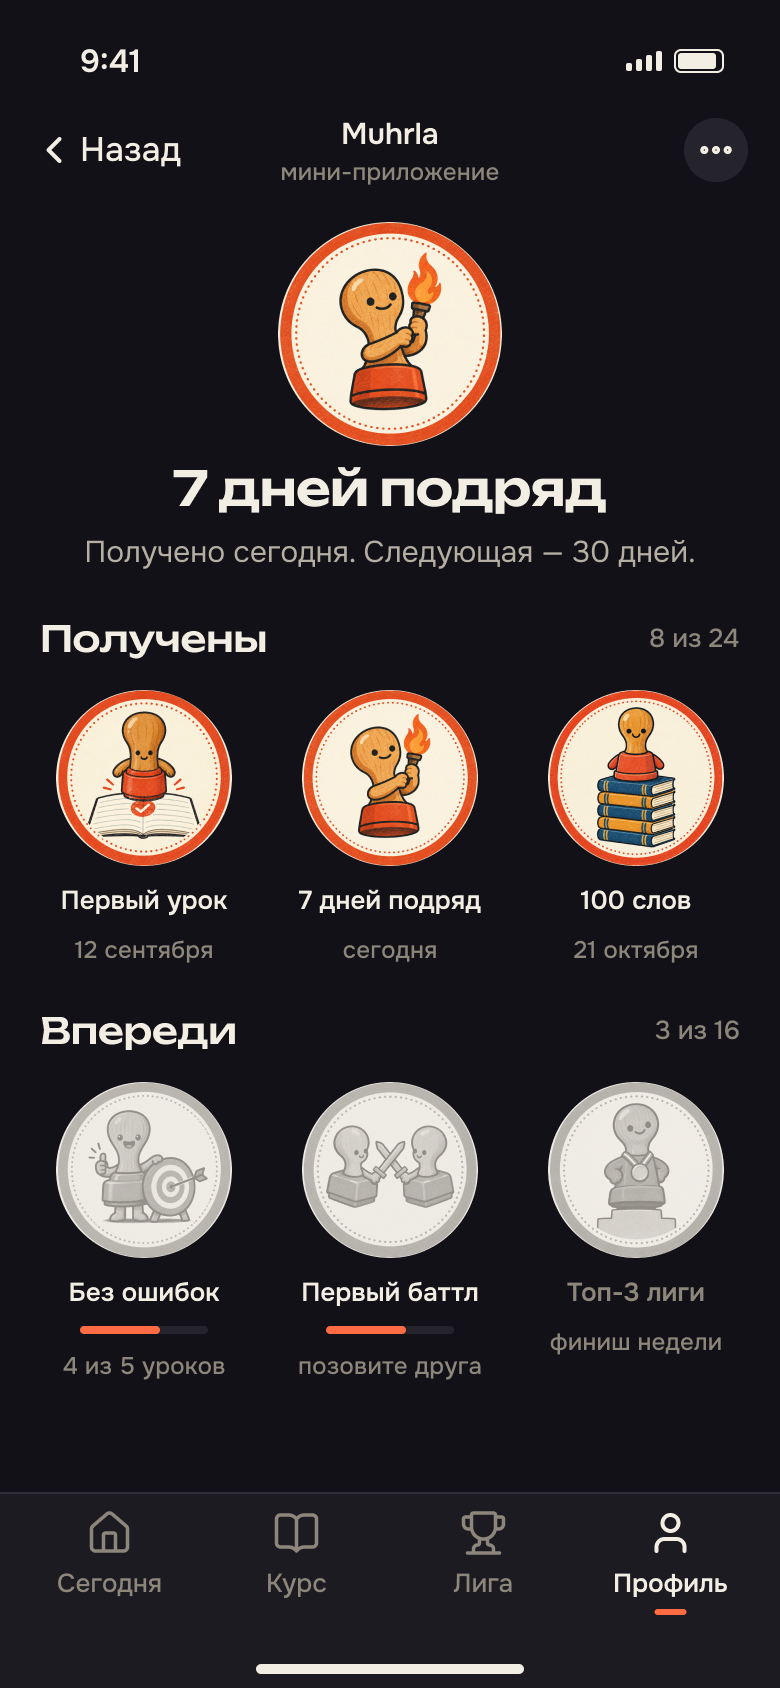 9:41
Назад
Muhrla
мини-приложение
7 дней подряд
Получено сегодня. Следующая — 30 дней.
Получены
8 из 24
Первый урок
7 дней подряд
100 слов
12 сентября
сегодня
21 октября
Впереди
3 из 16
Без ошибок
Первый баттл
Топ-3 лиги
4 из 5 уроков
позовите друга
финиш недели
Сегодня
Курс
Лига
Профиль